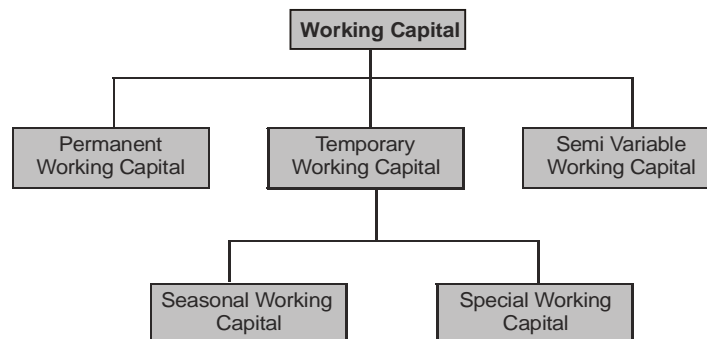 Working Capital
Permanent
Working Capital
Temporary
Working Capital
Semi Variable
Working Capital
Seasonal Working
Capital
Special Working
Capital